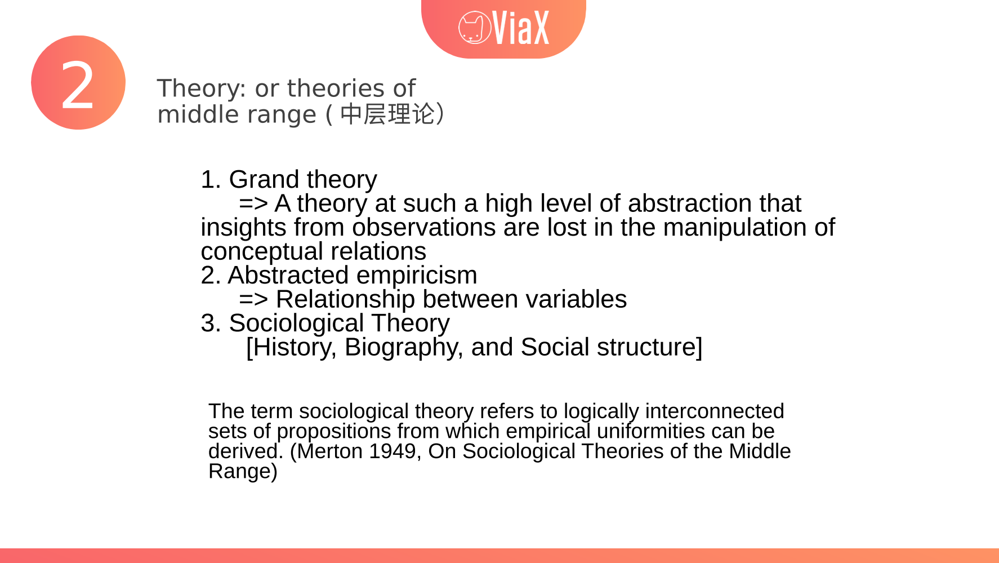 ViaX
2
Theory: or theories of
middle range ( 中层理论）
1. Grand theory
=> A theory at such a high level of abstraction that
insights from observations are lost in the manipulation of
conceptual relations
2. Abstracted empiricism
=> Relationship between variables
3. Sociological Theory
[History, Biography, and Social structure]
The term sociological theory refers to logically interconnected
sets of propositions from which empirical uniformities can be
derived. (Merton 1949, On Sociological Theories of the Middle
Range)